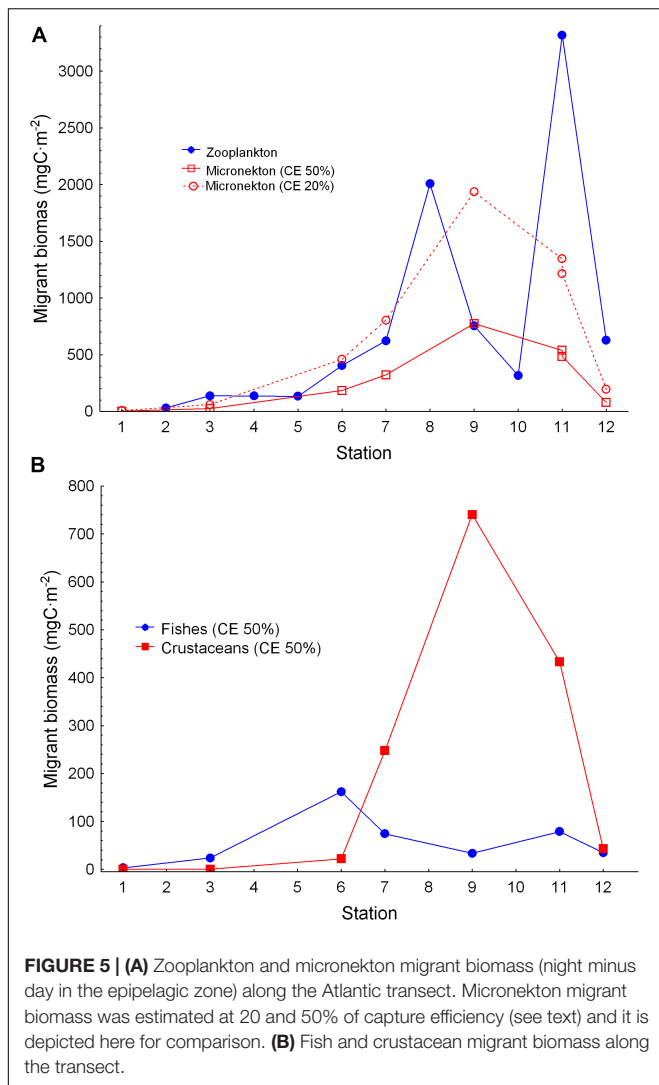 A
3000
2500
2000
1500
1000
500
0
Migrant biomas (mgC·m-2)
Zooplankton
Micronekton (CE 50%)
Micronekton (CE 20%)
1 2 3 4 5 6 7 8 9 10 11 12
Station
B
800
700
600
500
400
300
200
100
0
Migrant biomass (mgC·m-2)
Fishes (CE 50%)
Crustaceans (CE 50%)
1 2 3 4 5 6 7 8 9 10 11 12
Station
FIGURE 5 | (A) Zooplankton and micronekton migrant biomass (night minus
day in the epipelagic zone) along the Atlantic transect. Micronekton migrant
biomass was estimated at 20 and 50% of capture efficiency (see text) and it is
depicted here for comparison. (B) Fish and crustacean migrant biomass along
the transect.